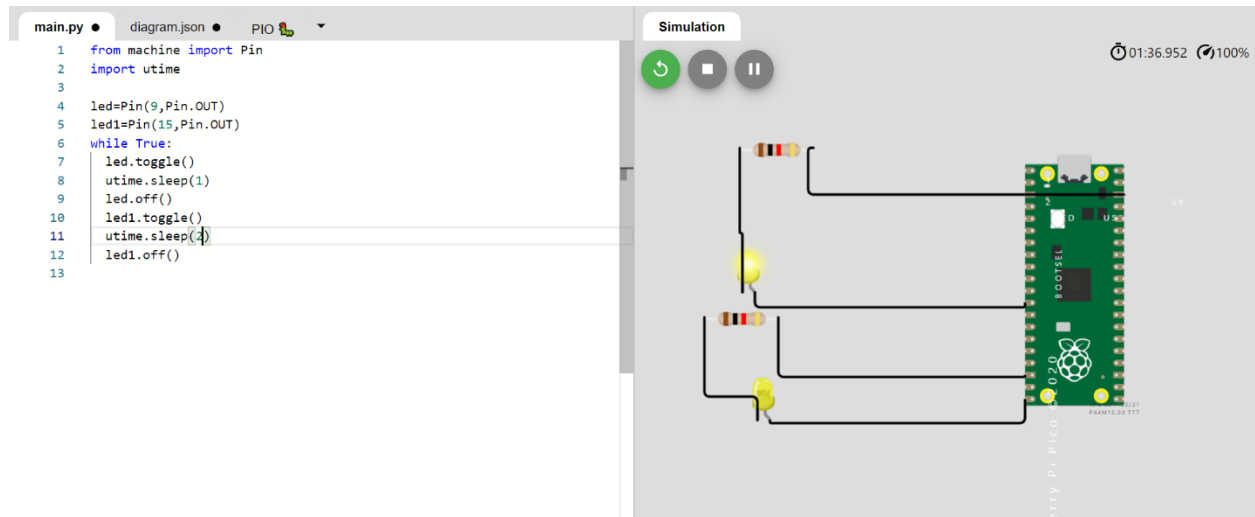 main.py ● diagram.json ● PIO
1 from machine import Pin
2 import utime
3
4 led=Pin(9,Pin.OUT)
5 led1=Pin(15,Pin.OUT)
6 while True:
7 led.toggle()
8 utime.sleep(1)
9 led.off()
10 led1.toggle()
11 utime.sleep(2)
12 led1.off()
13
Simulation
01:36.952 100%
2
39
BOOTSEL